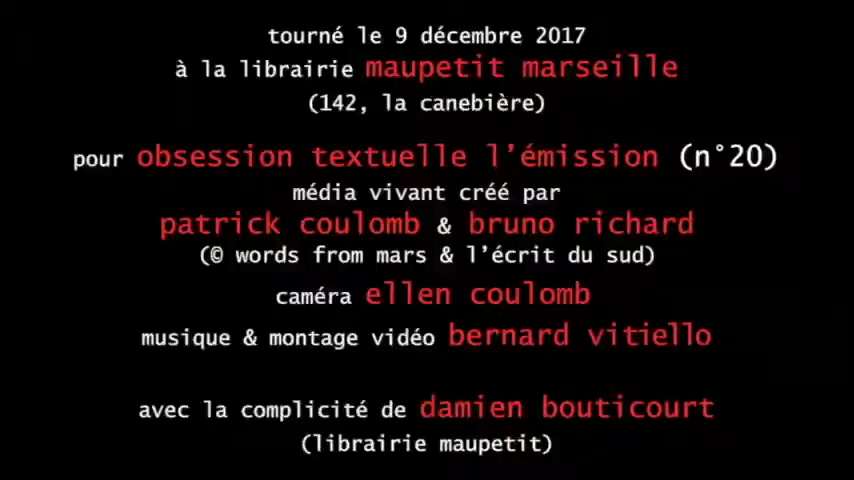 tourné le 9 décembre 2017
à la librairie maupetit marseille
(142, la canebière)
pour obsession textuelle l'émission (n°20)
média vivant créé par
patrick coulomb & bruno richard
(© words from mars & l'écrit du sud)
caméra ellen coulomb
musique & montage vidéo bernard vitiello
avec la complicité de damien bouticourt
(librairie maupetit)